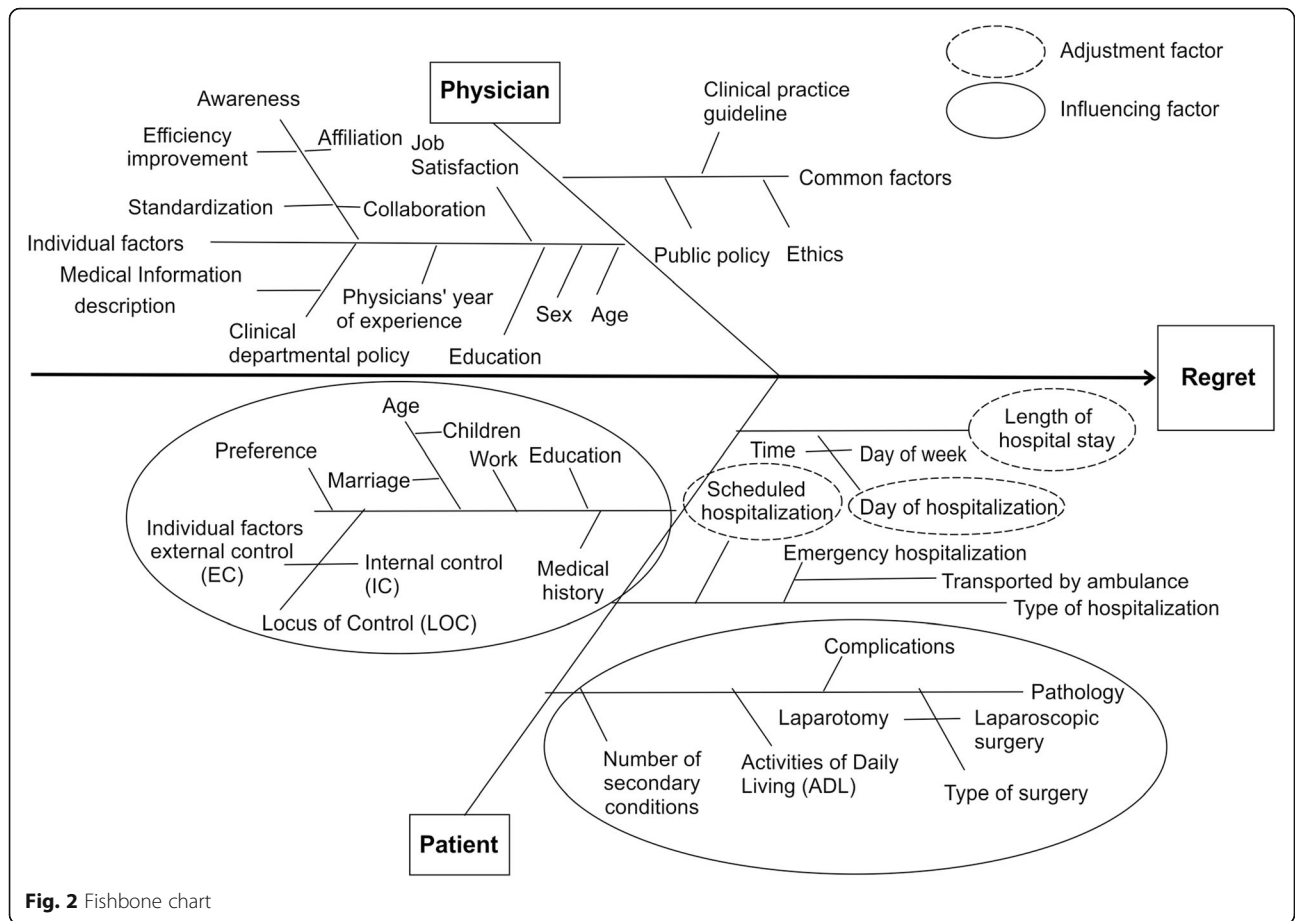 Adjustment factor
Influencing factor
Physician
Awareness
Efficiency
improvement
Affiliation
Job
Satisfaction
Clinical practice
guideline
Common factors
Standardization
Collaboration
Individual factors
Public policy
Ethics
Medical Information
description
Physicians' year
of experience
Sex
Age
Clinical
departmental policy
Education
Regret
Age
Children
Preference
Work
Education
Marriage
Length of
hospital stay
Time
Day of week
Scheduled
hospitalization
Day of hospitalization
Individual factors
external control
(EC)
Internal control
(IC)
Medical
history
Locus of Control (LOC)
Emergency hospitalization
Transported by ambulance
Type of hospitalization
Complications
Pathology
Laparotomy
Laparoscopic
surgery
Number of
secondary
conditions
Activities of Daily
Living (ADL)
Type of surgery
Patient
Fig. 2 Fishbone chart